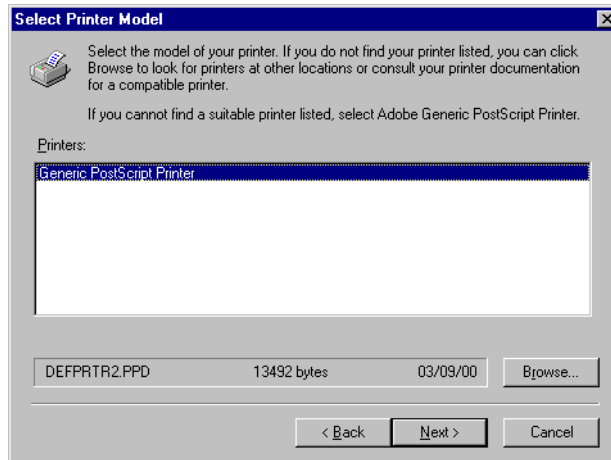 Select Printer Model
Select the model of your printer. If you do not find your printer listed, you can click
Browse to look for printers at other locations or consult your printer documentation
for a compatible printer.
If you cannot find a suitable printer listed, select Adobe Generic PostScript Printer.
Printers:
Generic PostScript Printer
DEFPRTR2.PPD 13492 bytes 03/09/00 Browse...
< Back Next > Cancel